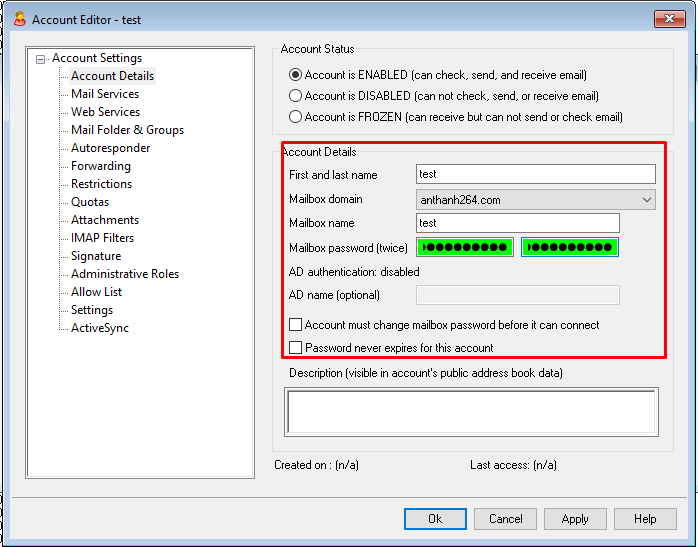 Account Editor - test
Account Settings
Account Details
Mail Services
Web Services
Mail Folder & Groups
Autoresponder
Forwarding
Restrictions
Quotas
Attachments
IMAP Filters
Signature
Administrative Roles
Allow List
Settings
ActiveSync
Account Status
Account is ENABLED (can check, send, and receive email)
Account is DISABLED (can not check, send, or receive email)
Account is FROZEN (can receive but can not send or check email)
Account Details
First and last name test
Mailbox domain anthanh264.com
Mailbox name test
Mailbox password (twice)
AD authentication: disabled
AD name (optional)
Account must change mailbox password before it can connect
Password never expires for this account
Description (visible in account's public address book data)
Created on : (n/a) Last access: (n/a)
Ok Cancel Apply Help